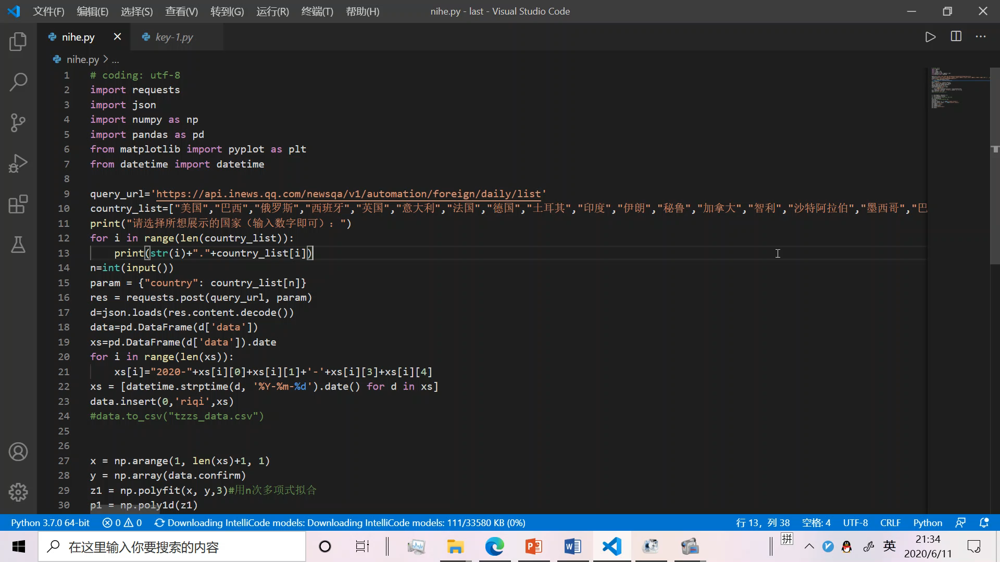 文件(F) 编辑(E) 选择(S) 查看(V) 转到(G) 运行(R) 终端(T) 帮助(H) nihe.py - last - Visual Studio Code
nihe.py key-1.py
nihe.py > ...
1 # coding: utf-8
2 import requests
3 import json
4 import numpy as np
5 import pandas as pd
6 from matplotlib import pyplot as plt
7 from datetime import datetime
8
9 query_url='https://api.inews.qq.com/newsqa/v1/automation/foreign/daily/list'
10 country_list=["美国","巴西","俄罗斯","西班牙","英国","意大利","法国","德国","土耳其","印度","伊朗","秘鲁","加拿大","智利","沙特阿拉伯","墨西哥","巴
11 print("请选择所想展示的国家（输入数字即可）：")
12 for i in range(len(country_list)):
13     print(str(i)+"."+country_list[i])
14 n=int(input())
15 param = {"country": country_list[n]}
16 res = requests.post(query_url, param)
17 d=json.loads(res.content.decode())
18 data=pd.DataFrame(d['data'])
19 xs=pd.DataFrame(d['data']).date
20 for i in range(len(xs)):
21     xs[i]="2020-"+xs[i][0]+xs[i][1]+'-'+xs[i][3]+xs[i][4]
22 xs = [datetime.strptime(d, '%Y-%m-%d').date() for d in xs]
23 data.insert(0,'riqi',xs)
24 #data.to_csv("tzzs_data.csv")
25
26
27 x = np.arange(1, len(xs)+1, 1)
28 y = np.array(data.confirm)
29 z1 = np.polyfit(x, y,3)#用n次多项式拟合
30 p1 = np.poly1d(z1)
Python 3.7.0 64-bit 0 0 Downloading IntelliCode models: Downloading IntelliCode models: 111/33580 KB (0%) 行 13，列 38 空格: 4 UTF-8 CRLF Python
在这里输入你要搜索的内容 拼 英 21:34
2020/6/11